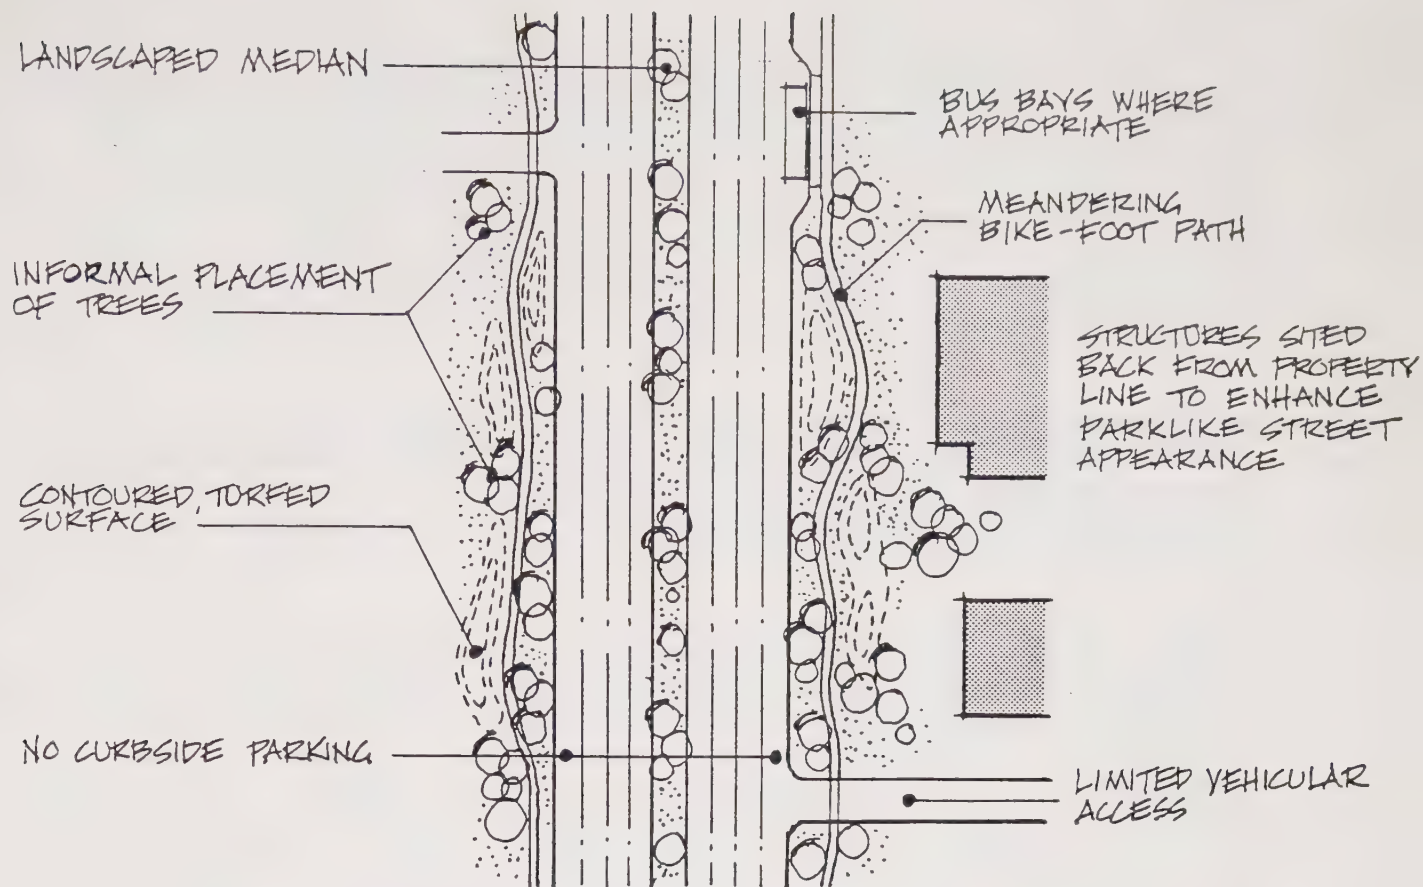 LANDSCAPED MEDIAN
BUS BAYS WHERE
APPROPRIATE
MEANDERING
BIKE-FOOT PATH
INFORMAL PLACEMENT
OF TREES
STRUCTURES SITED
BACK FROM PROPERTY
LINE TO ENHANCE
PARKLIKE STREET
APPEARANCE
CONTOURED, TURFED
SURFACE
NO CURBSIDE PARKING
LIMITED VEHICULAR
ACCESS